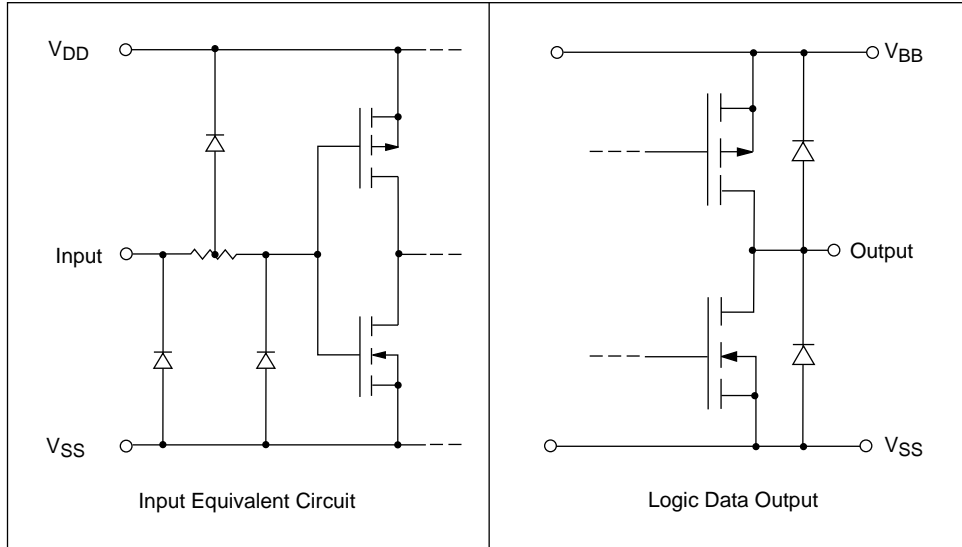 VDD
Input
VSS
Input Equivalent Circuit
VBB
Output
VSS
Logic Data Output